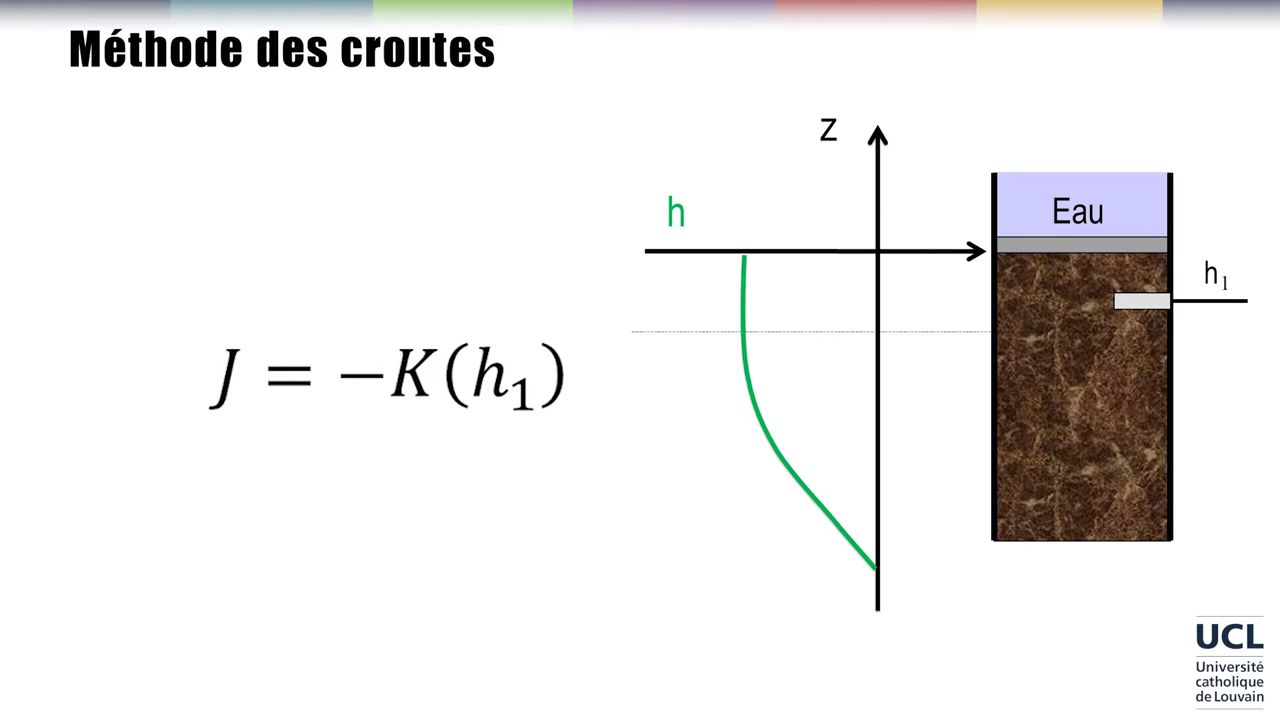 Méthode des croutes
z
h
Eau
h₁
J = −K(h₁)
UCL
Université
catholique
de Louvain